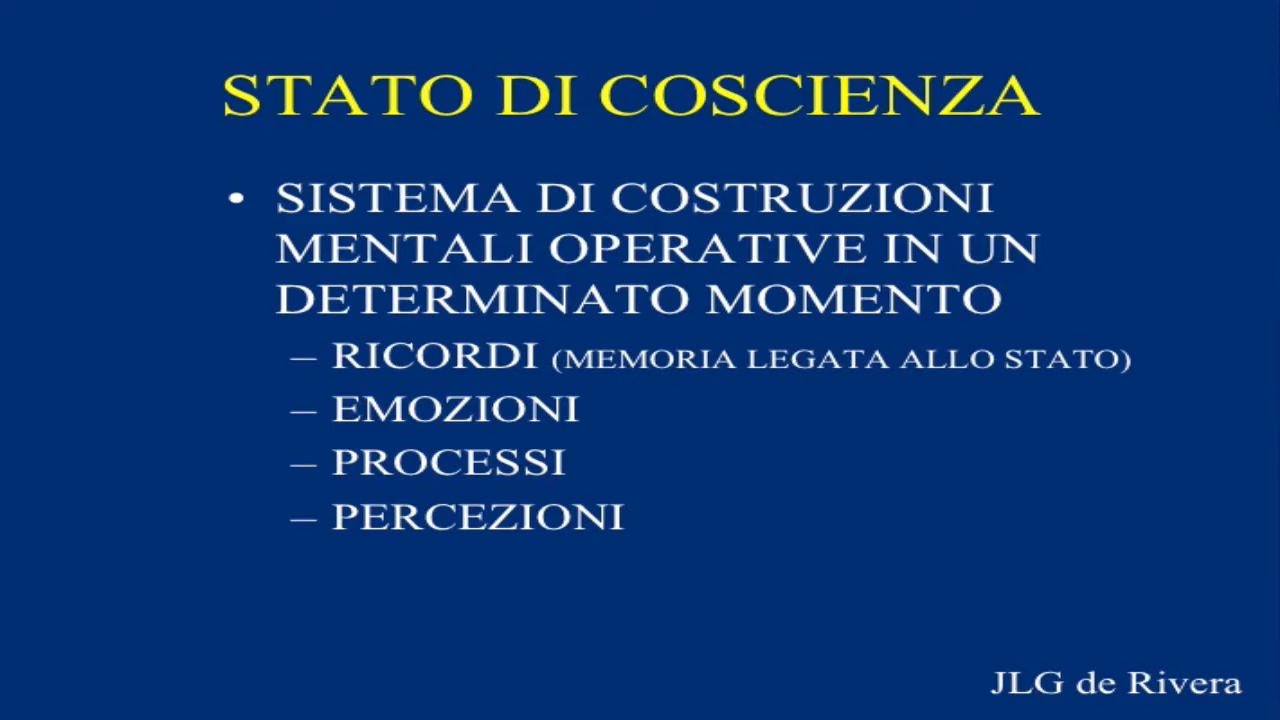 STATO DI COSCIENZA
• SISTEMA DI COSTRUZIONI
MENTALI OPERATIVE IN UN
DETERMINATO MOMENTO
– RICORDI (MEMORIA LEGATA ALLO STATO)
– EMOZIONI
– PROCESSI
– PERCEZIONI
JLG de Rivera